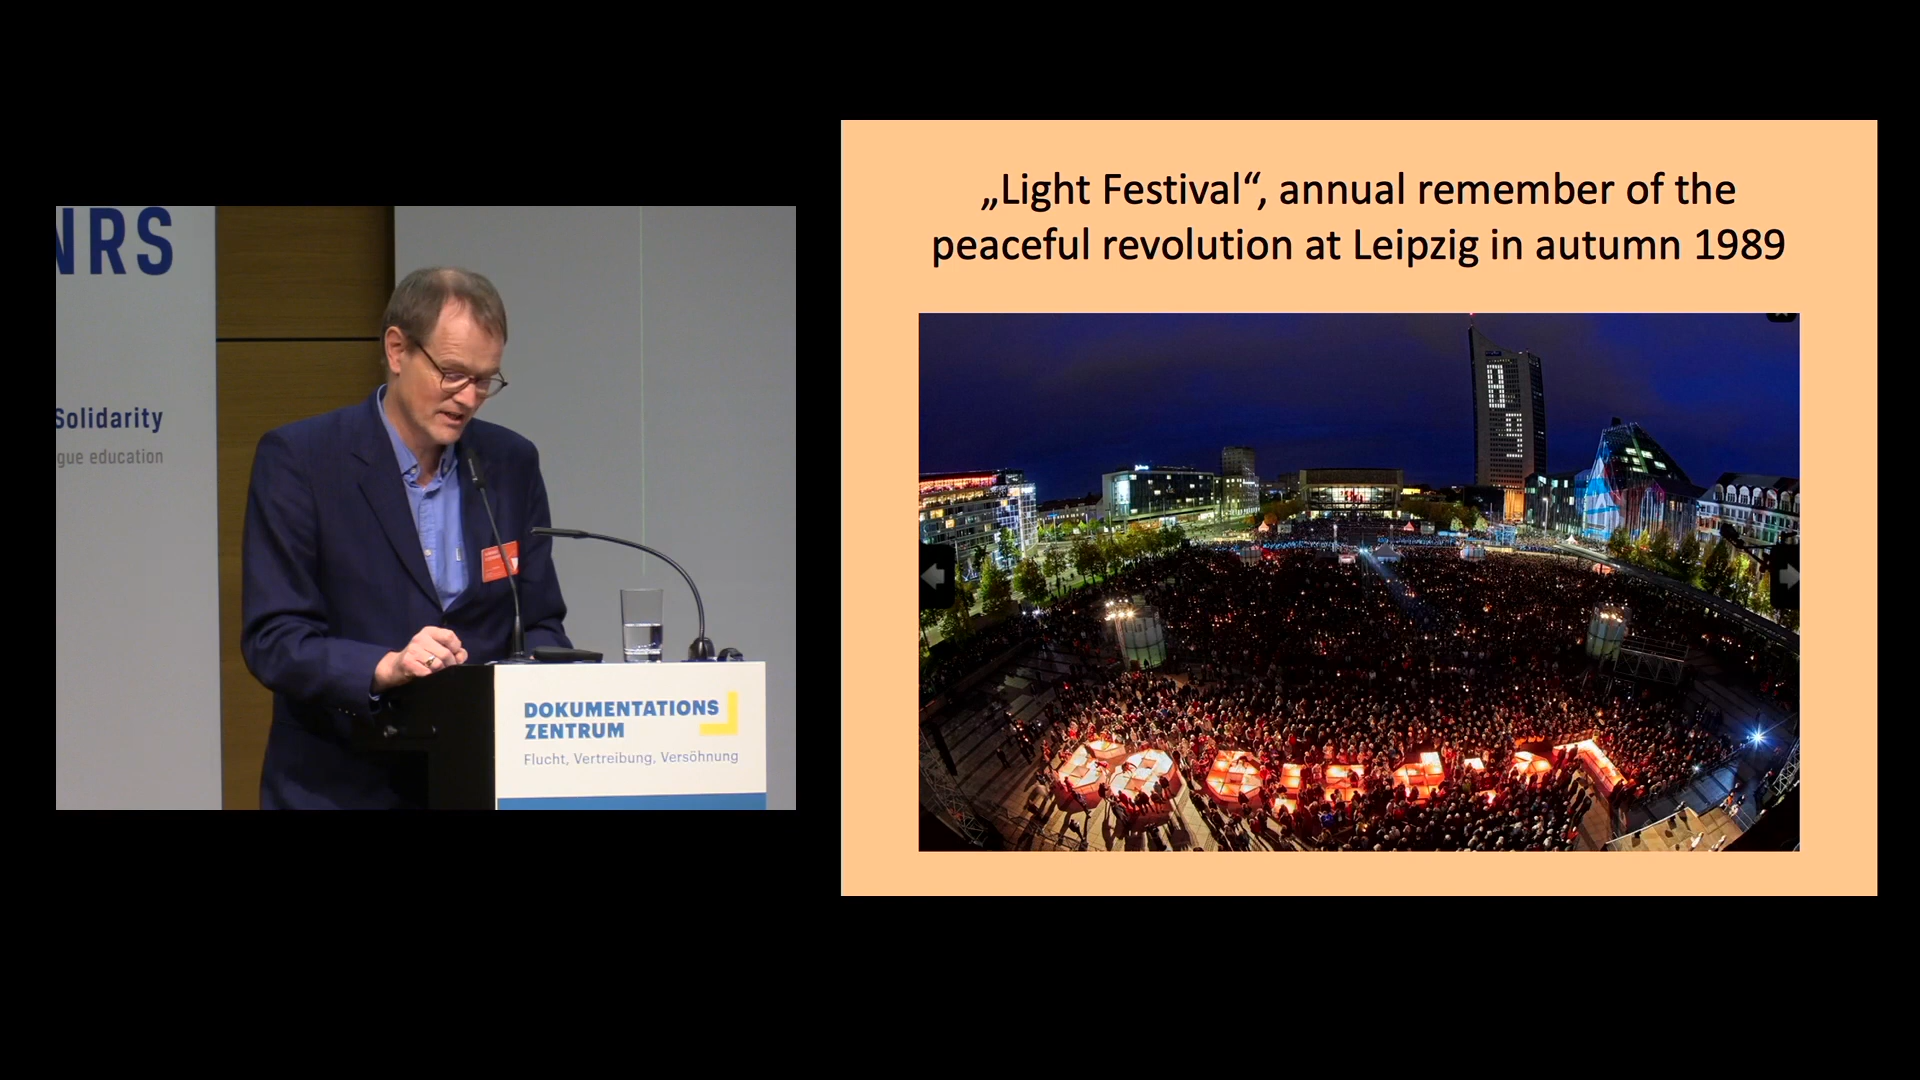 NRS
Solidarity
gue education
DOKUMENTATIONS
ZENTRUM
Flucht, Vertreibung, Versöhnung
„Light Festival“, annual remember of the
peaceful revolution at Leipzig in autumn 1989
89